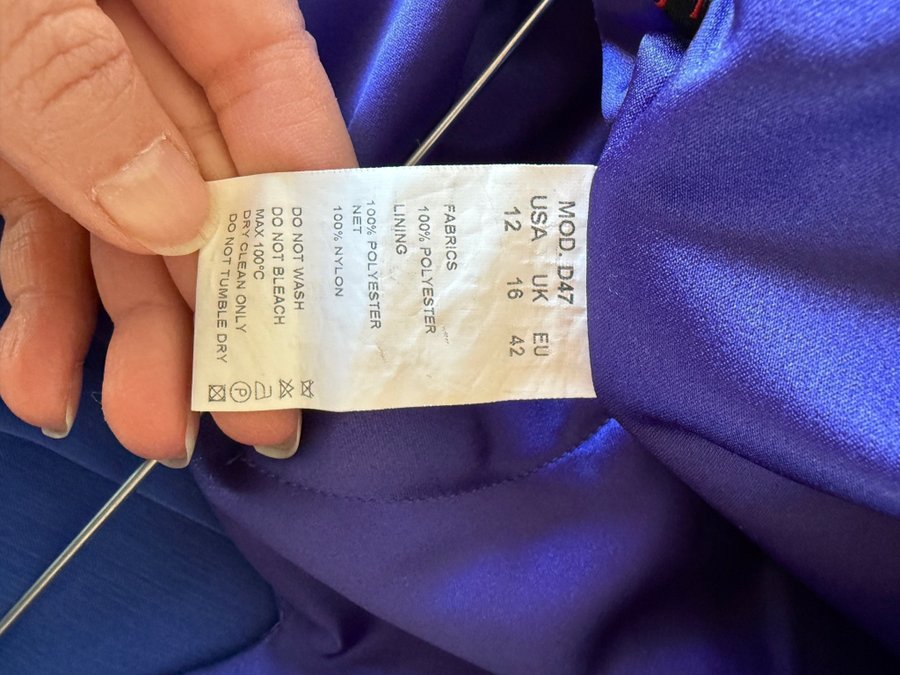 MOD. D47
USA UK EU
12 16 42
FABRICS
100% POLYESTER
LINING
100% POLYESTER
NET
100% NYLON
DO NOT WASH
DO NOT BLEACH
MAX 100°C
DRY CLEAN ONLY
DO NOT TUMBLE DRY
P